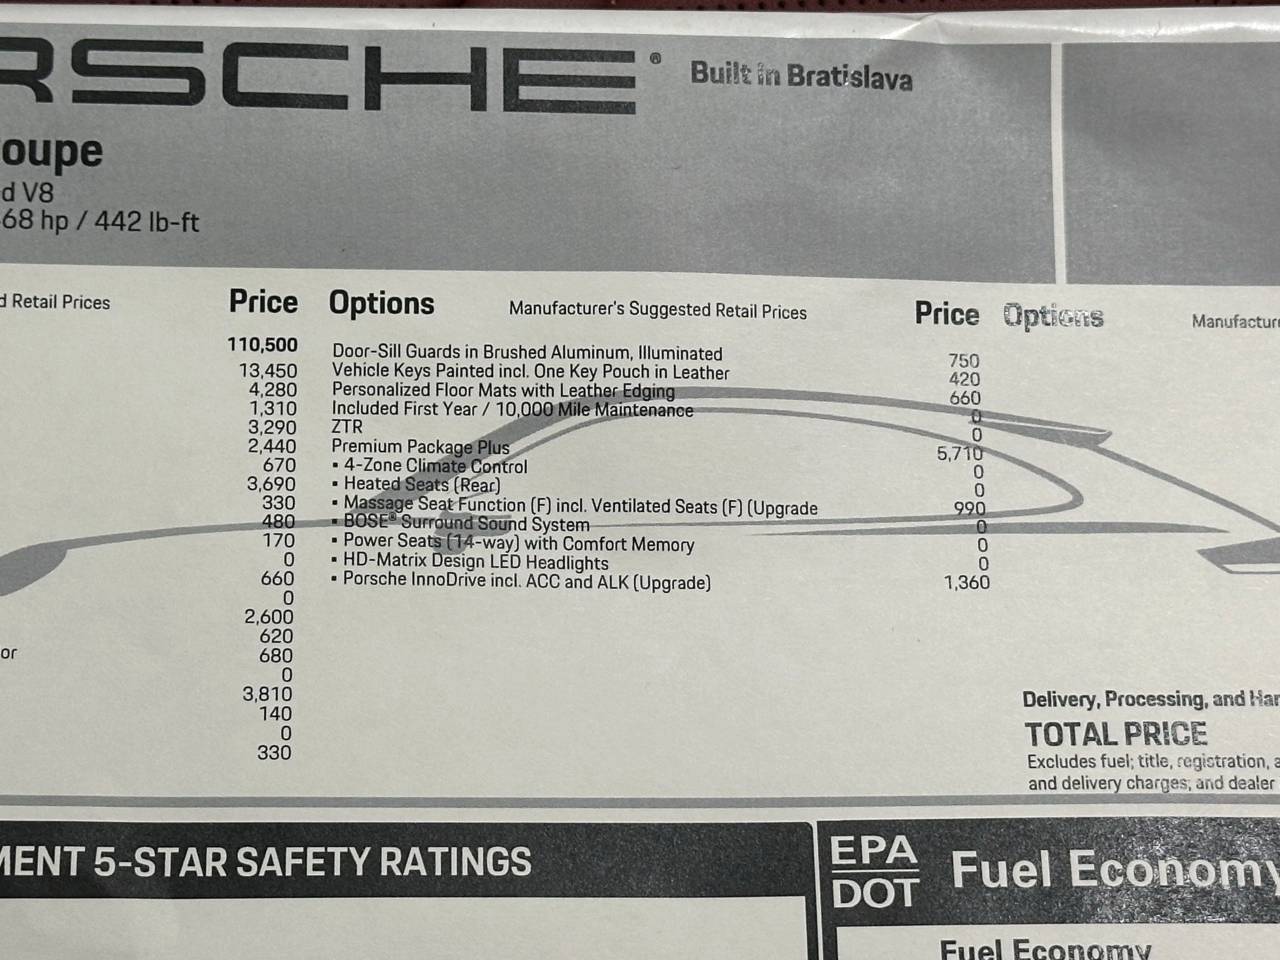 RSCHE® Built in Bratislava
oupe
d V8
68 hp / 442 lb-ft
d Retail Prices Price
110,500
13,450
4,280
1,310
3,290
2,440
670
3,690
330
480
170
0
660
0
2,600
620
or 680
0
3,810
140
0
330
Options Manufacturer's Suggested Retail Prices Price
Door-Sill Guards in Brushed Aluminum, Illuminated 750
Vehicle Keys Painted incl. One Key Pouch in Leather 420
Personalized Floor Mats with Leather Edging 660
Included First Year / 10,000 Mile Maintenance 0
ZTR 0
Premium Package Plus 5,710
▪ 4-Zone Climate Control 0
▪ Heated Seats (Rear) 0
▪ Massage Seat Function (F) incl. Ventilated Seats (F) (Upgrade 990
▪ BOSE® Surround Sound System 0
▪ Power Seats (14-way) with Comfort Memory 0
▪ HD-Matrix Design LED Headlights 0
▪ Porsche InnoDrive incl. ACC and ALK (Upgrade) 1,360
Options Manufacture
Delivery, Processing, and Har
TOTAL PRICE
Excludes fuel; title, registration, a
and delivery charges; and dealer
MENT 5-STAR SAFETY RATINGS
EPA
DOT
Fuel Economy
Fuel Economy